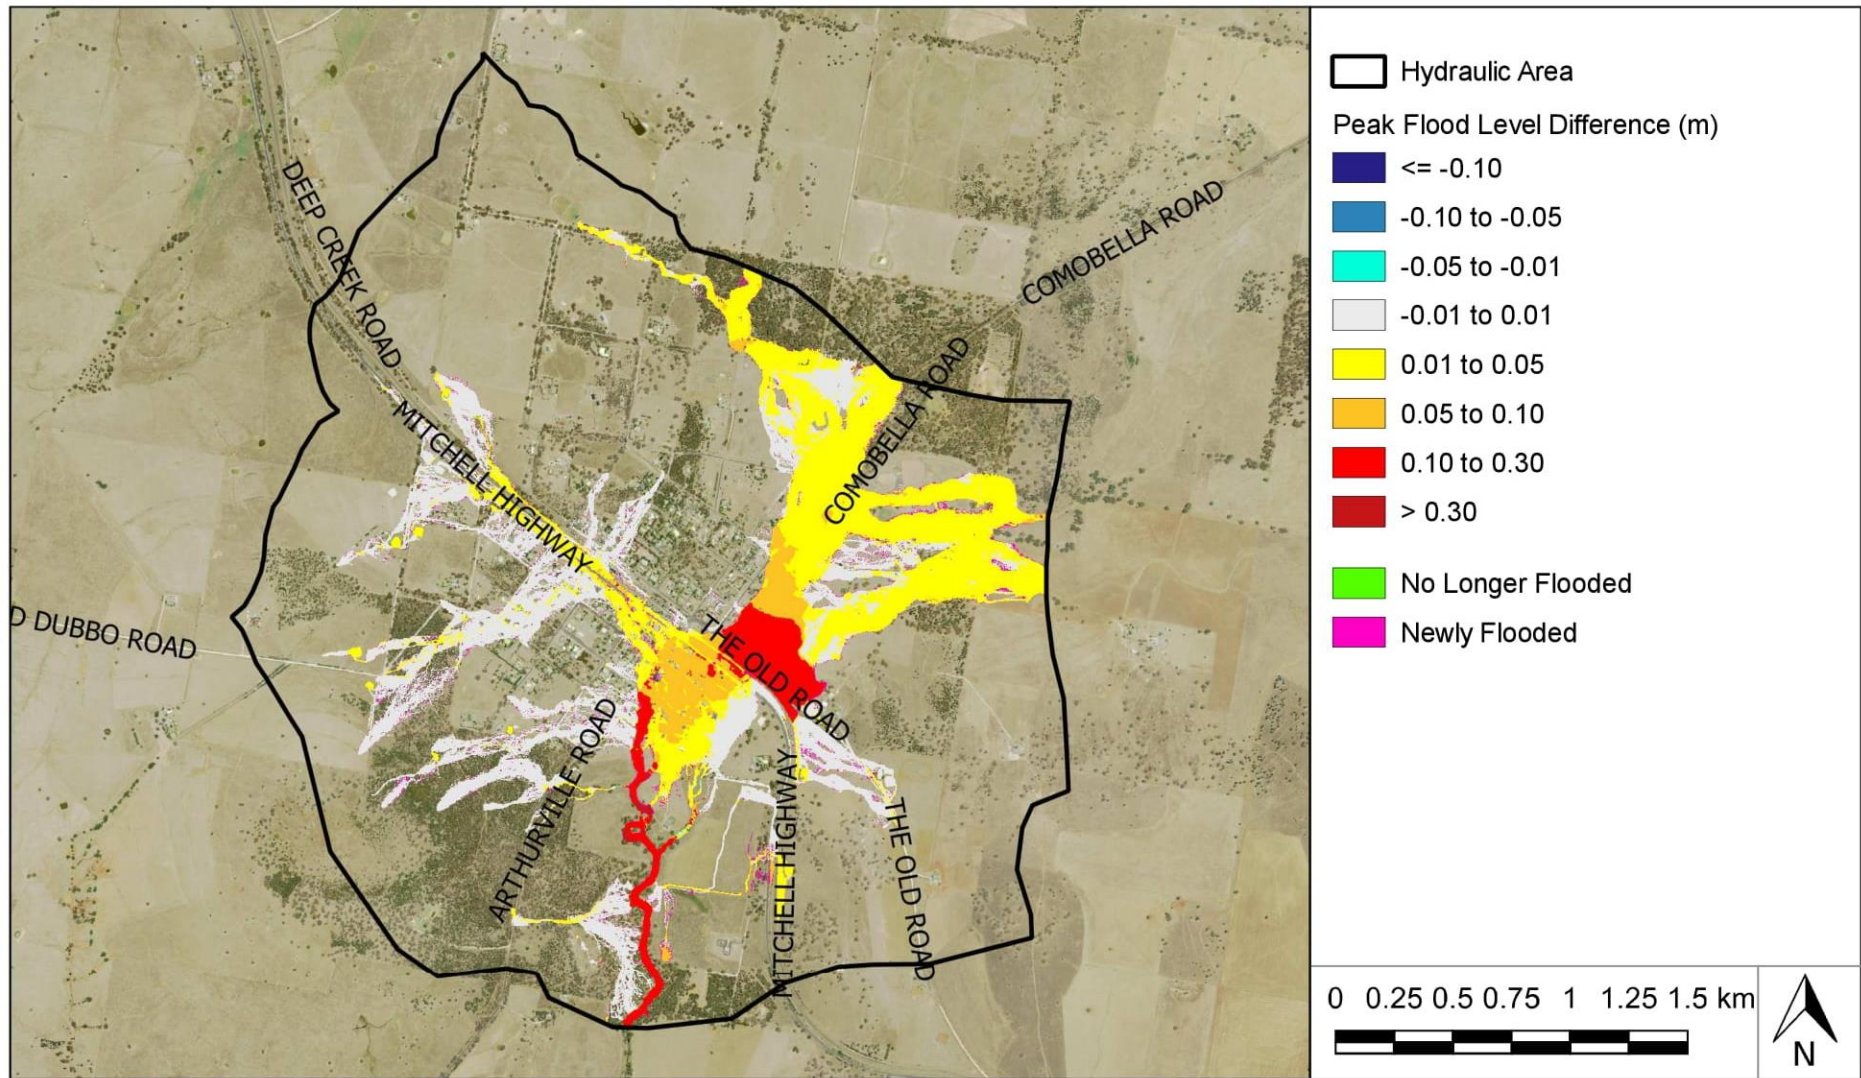 DEEP CREEK ROAD
COMOBELLA ROAD
COMOBELLA ROAD
MITCHELL HIGHWAY
D DUBBO ROAD
THE OLD ROAD
ARTHURVILLE ROAD
MITCHELL HIGHWAY
THE OLD ROAD
Hydraulic Area
Peak Flood Level Difference (m)
<= -0.10
-0.10 to -0.05
-0.05 to -0.01
-0.01 to 0.01
0.01 to 0.05
0.05 to 0.10
0.10 to 0.30
> 0.30
No Longer Flooded
Newly Flooded
0 0.25 0.5 0.75 1 1.25 1.5 km
N